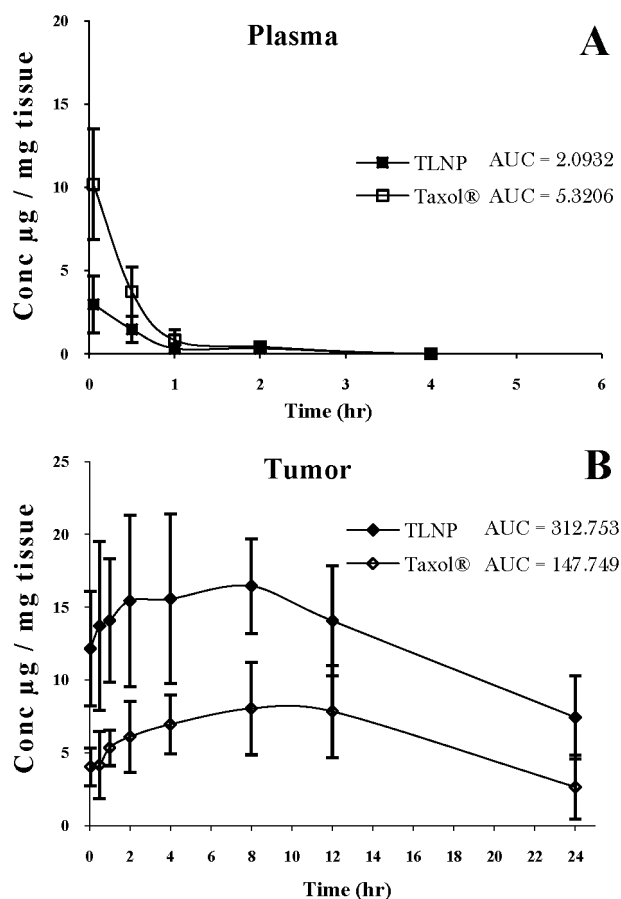 Plasma
A
Conc µg / mg tissue
20
15
10
5
0
TLNP AUC = 2.0932
Taxol® AUC = 5.3206
0 1 2 3 4 5 6
Time (hr)
Tumor
B
Conc µg / mg tissue
25
20
15
10
5
0
TLNP AUC = 312.753
Taxol® AUC = 147.749
0 2 4 6 8 10 12 14 16 18 20 22 24
Time (hr)